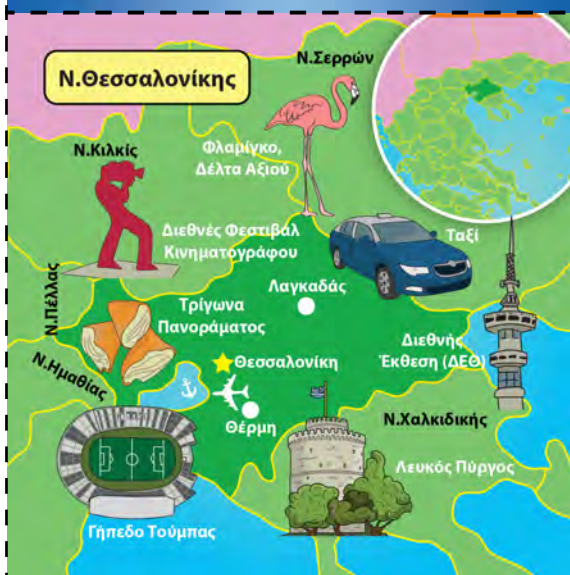 Ν.Θεσσαλονίκης
Ν.Σερρών
Ν.Κιλκίς
Φλαμίγκο,
Δέλτα Αξιού
Διεθνές Φεστιβάλ
Κινηματογράφου
Ταξί
Λαγκαδάς
Ν.Πέλλας
Τρίγωνα
Πανοράματος
Διεθνής
Έκθεση (ΔΕΘ)
Θεσσαλονίκη
Ν.Ημαθίας
Θέρμη
Ν.Χαλκιδικής
Λευκός Πύργος
Γήπεδο Τούμπας